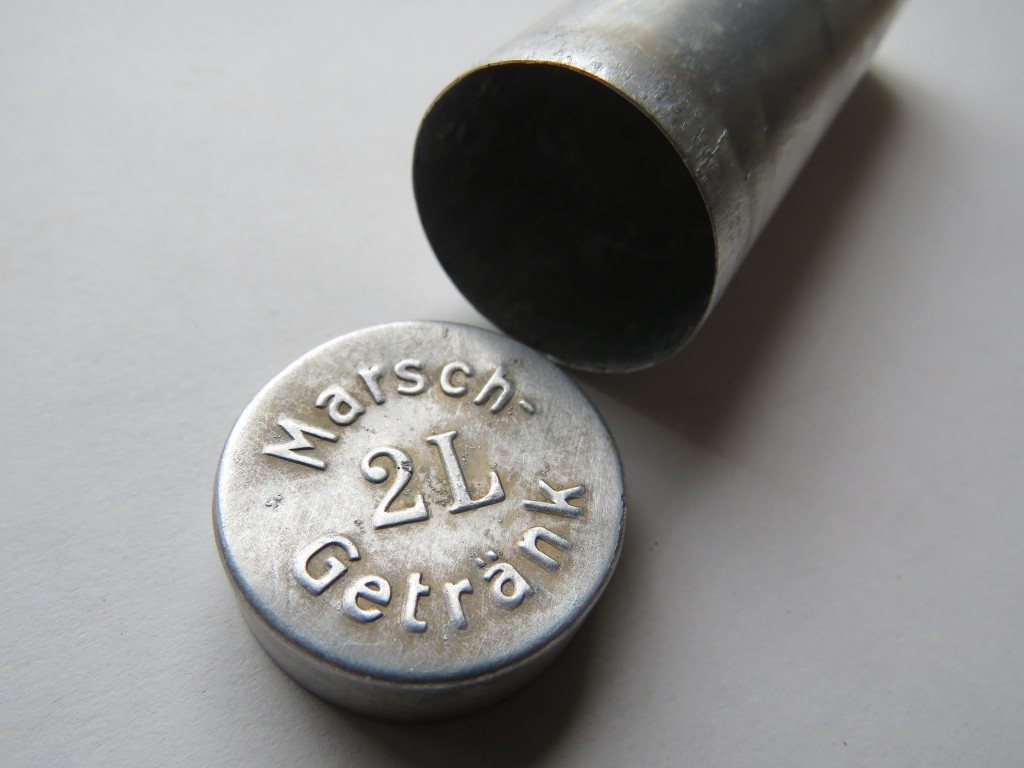 Marsch-
2L
Getränk